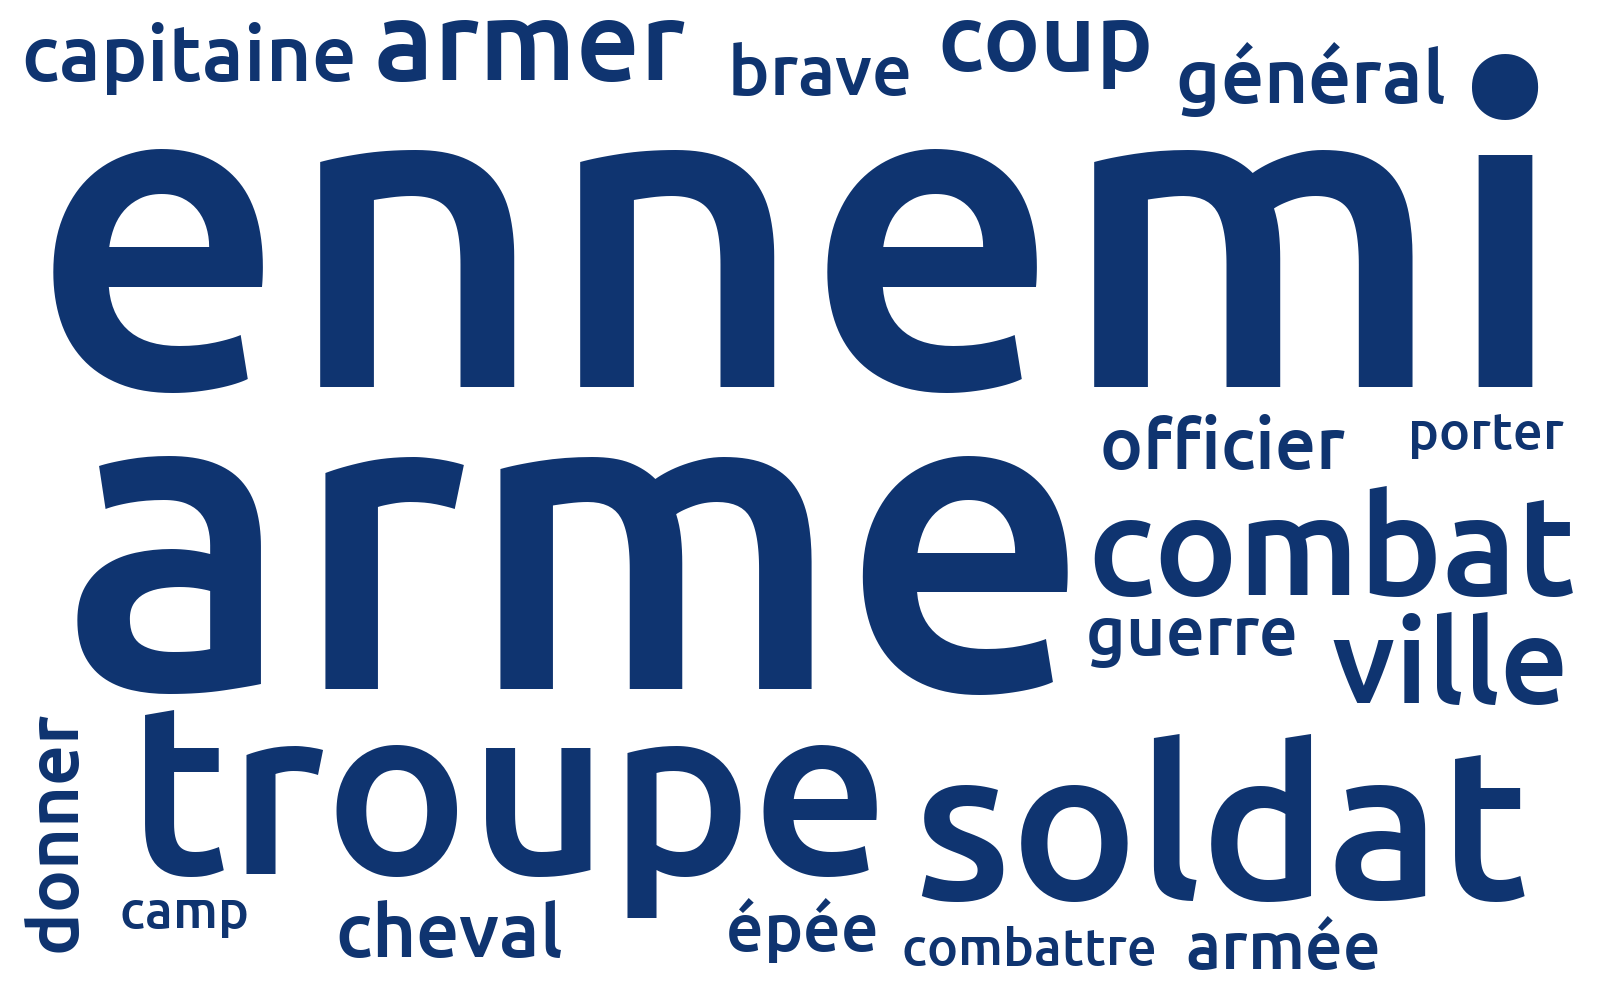 capitaine armer brave coup général
ennemi
arme
officier porter
combat
guerre ville
donner
troupe soldat
camp cheval épée combattre armée